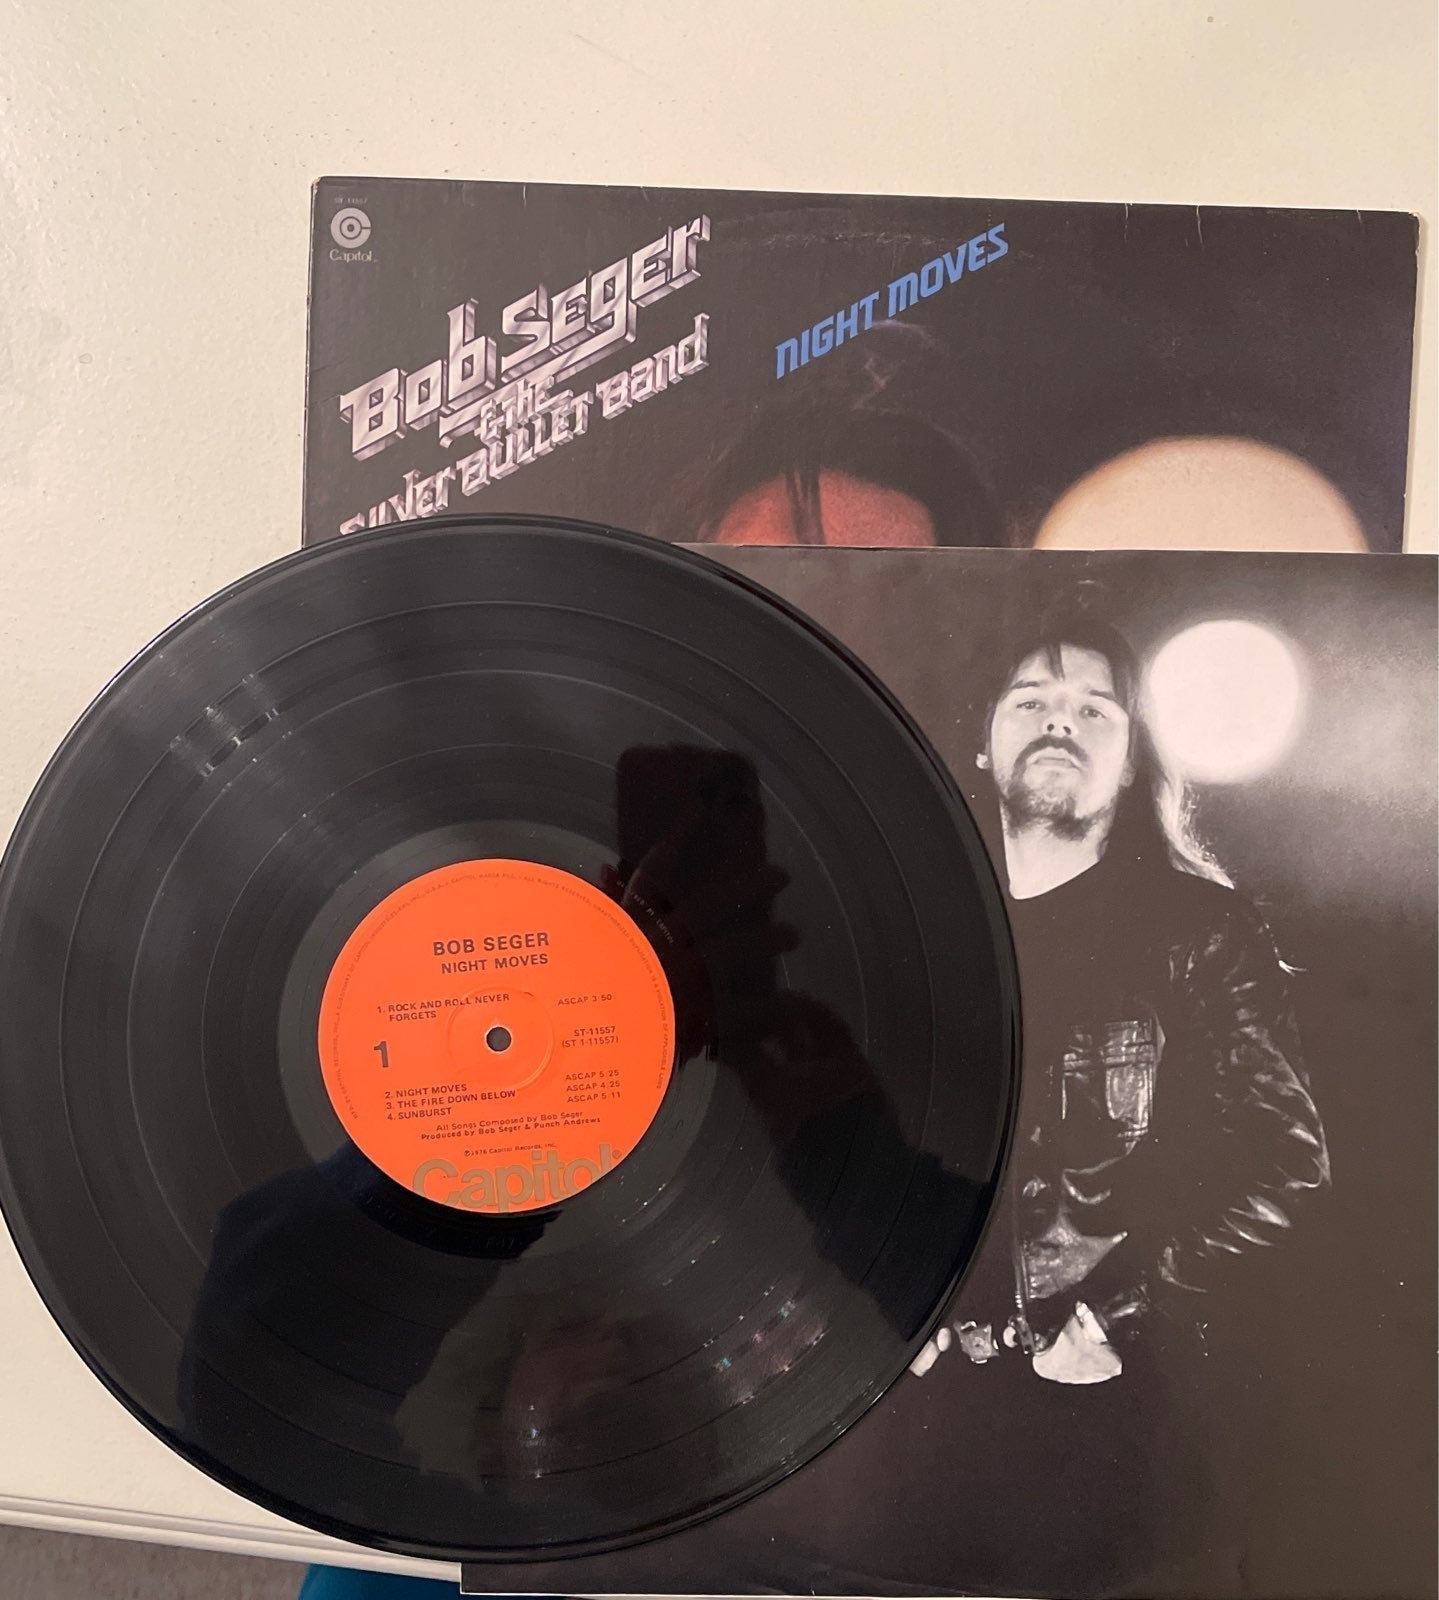 SW 11557
Capitol
Bob Seger
& the
Silver Bullet Band
NIGHT MOVES
BOB SEGER
NIGHT MOVES
1. ROCK AND ROLL NEVER
FORGETS
ASCAP 3:50
1
ST-11557
(ST 1-11557)
2. NIGHT MOVES ASCAP 5:25
3. THE FIRE DOWN BELOW ASCAP 4:25
4. SUNBURST ASCAP 5:11
All Songs Composed by Bob Seger
Produced by Bob Seger & Punch Andrews
℗1976 Capitol Records, Inc.
Capitol